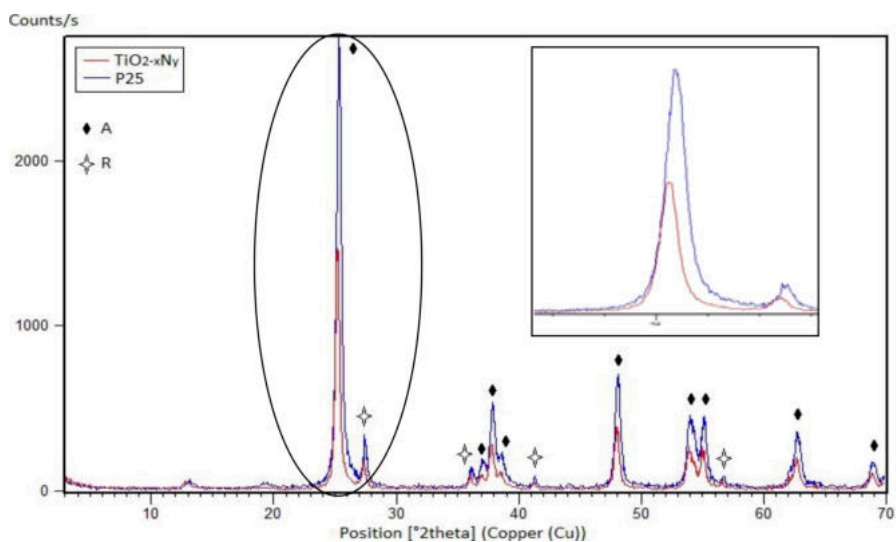 Counts/s
TiO2-xNy
P25
A
R
2000
1000
0
10 20 30 40 50 60 70
Position [°2theta] (Copper (Cu))